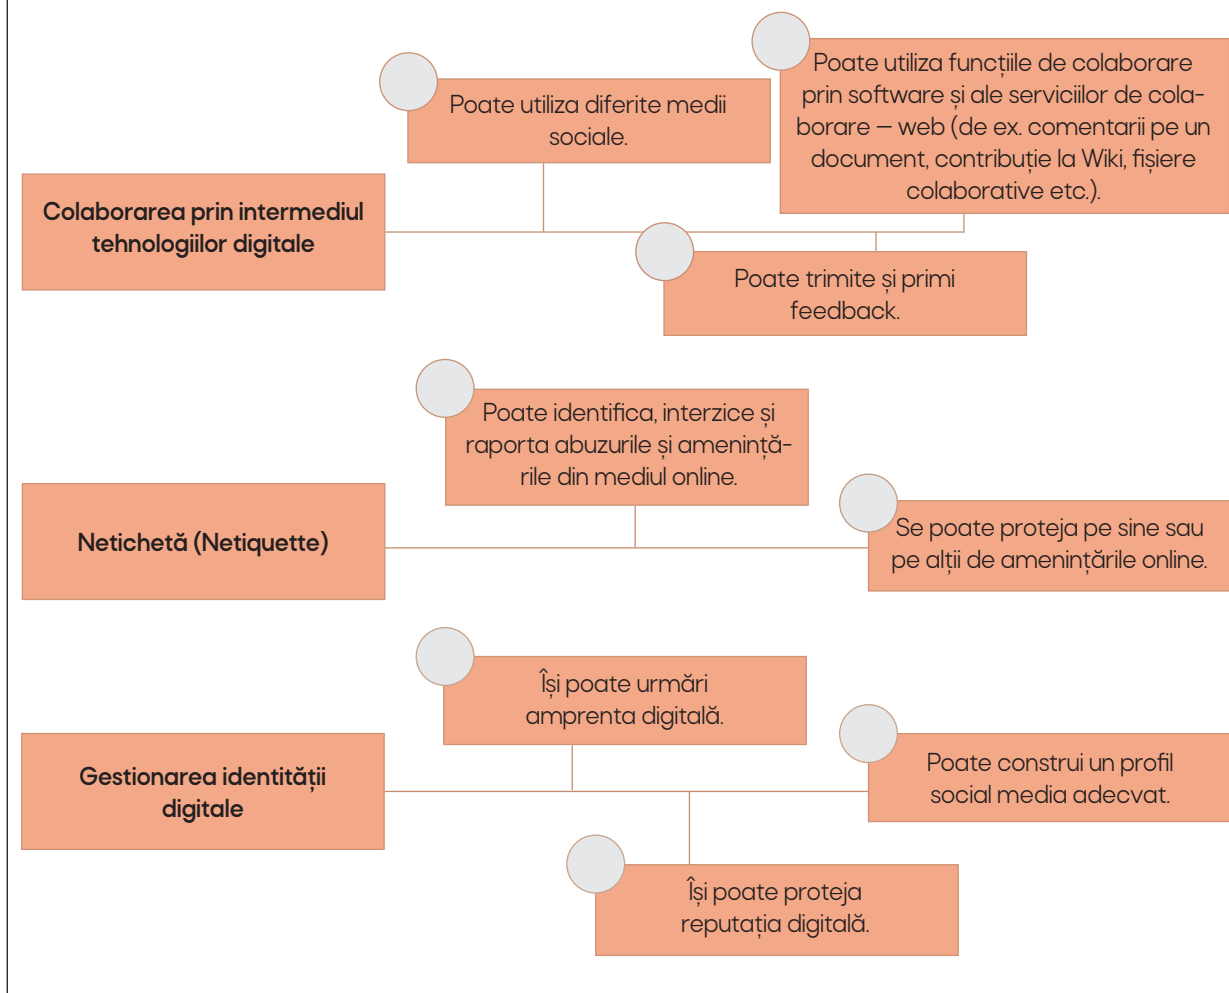 Poate utiliza diferite medii
sociale.
Poate utiliza funcțiile de colaborare
prin software și ale serviciilor de cola-
borare — web (de ex. comentarii pe un
document, contribuție la Wiki, fișiere
colaborative etc.).
Colaborarea prin intermediul
tehnologiilor digitale
Poate trimite și primi
feedback.
Poate identifica, interzice și
raporta abuzurile și amenință-
rile din mediul online.
Netichetă (Netiquette)
Se poate proteja pe sine sau
pe alții de amenințările online.
Își poate urmări
amprenta digitală.
Gestionarea identității
digitale
Poate construi un profil
social media adecvat.
Își poate proteja
reputația digitală.